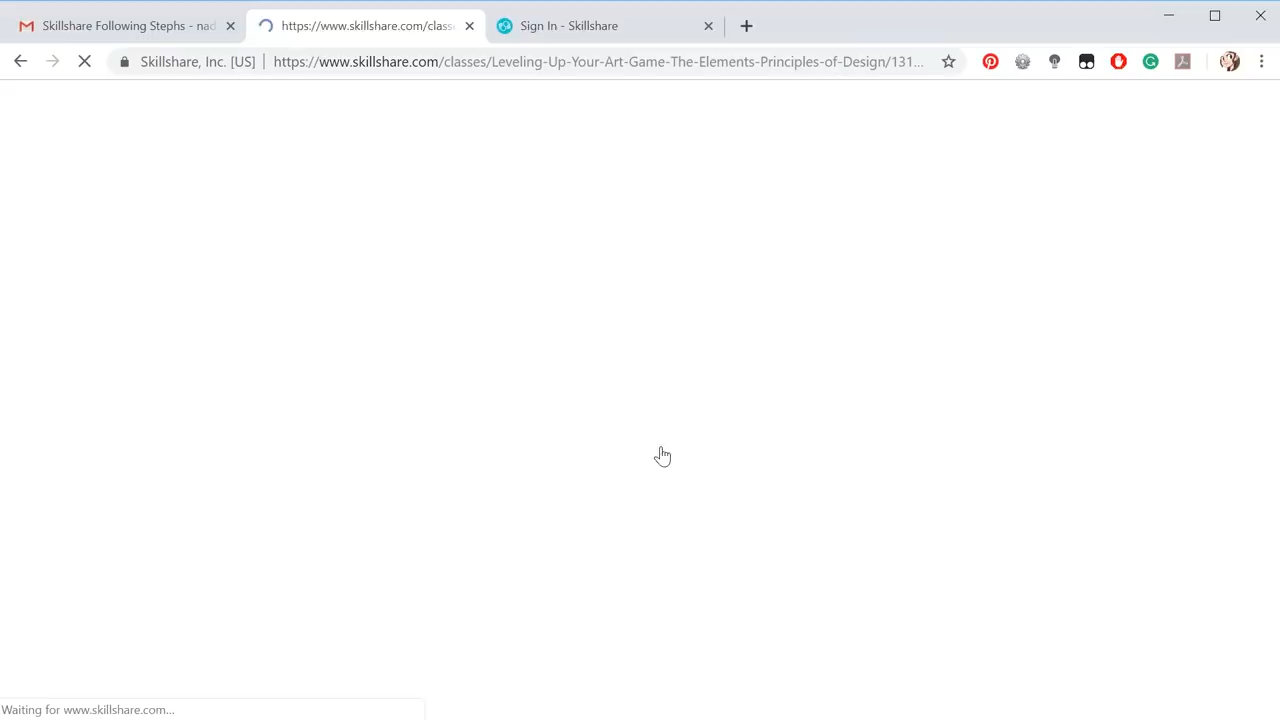 Skillshare Following Stephs - nad
https://www.skillshare.com/class
Sign In - Skillshare
Skillshare, Inc. [US]
https://www.skillshare.com/classes/Leveling-Up-Your-Art-Game-The-Elements-Principles-of-Design/131...
Waiting for www.skillshare.com...